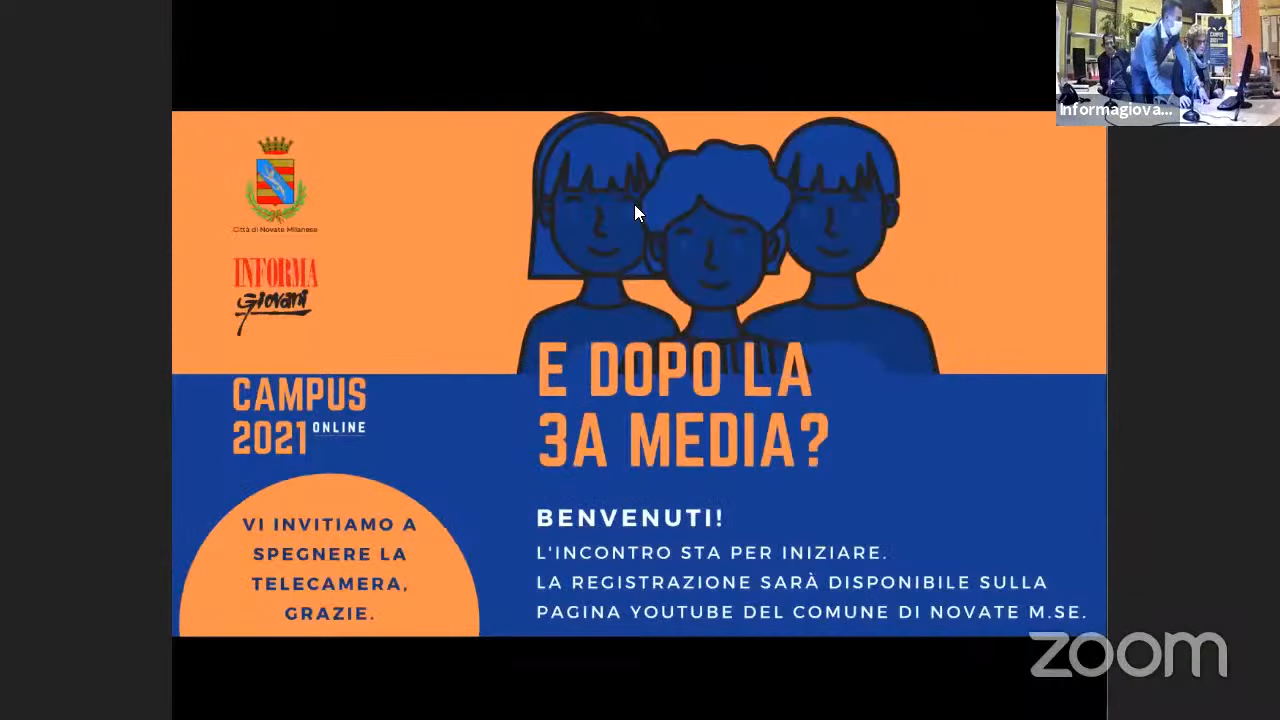 Informagiova...
CAMPUS
2021
Città di Novate Milanese
INFORMA
Giovani
CAMPUS
2021 ONLINE
VI INVITIAMO A
SPEGNERE LA
TELECAMERA,
GRAZIE.
E DOPO LA
3A MEDIA?
BENVENUTI!
L'INCONTRO STA PER INIZIARE.
LA REGISTRAZIONE SARÀ DISPONIBILE SULLA
PAGINA YOUTUBE DEL COMUNE DI NOVATE M.SE.
zoom